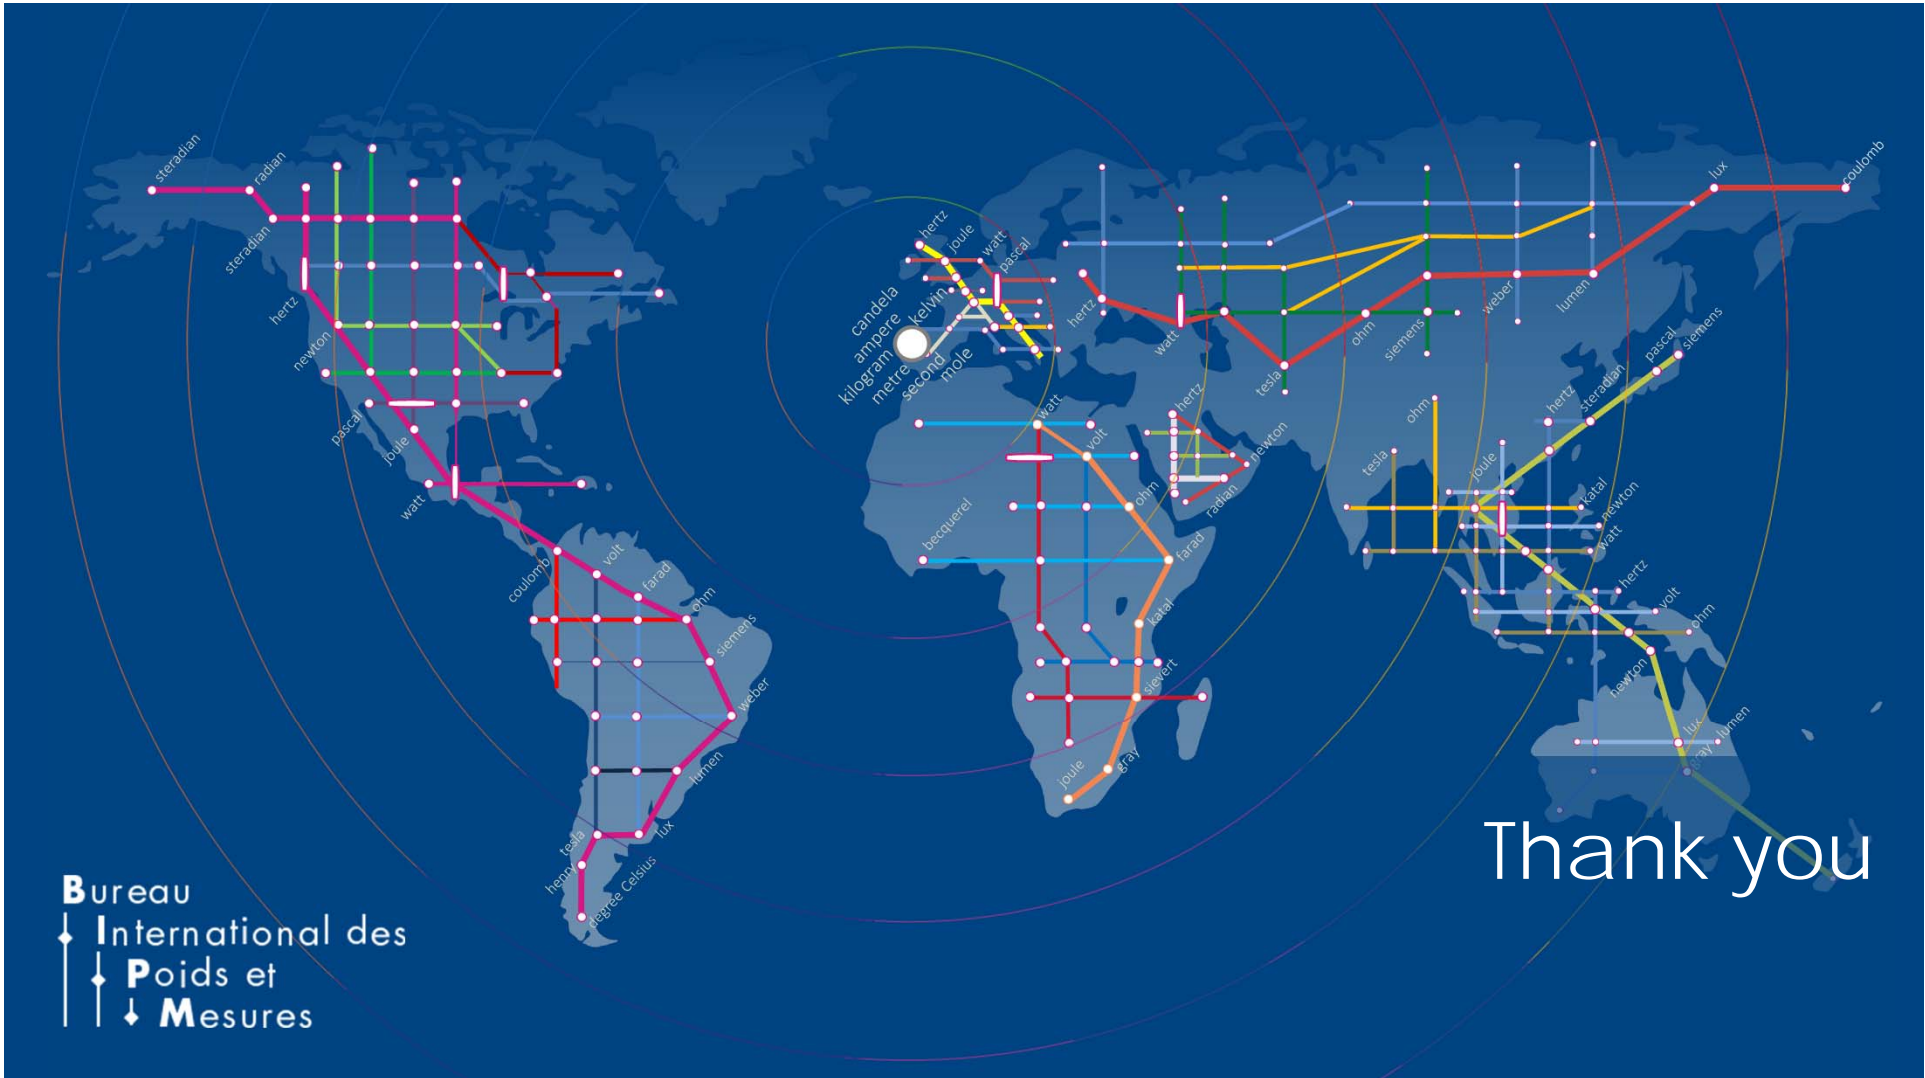 steradian
radian
steradian
hertz
newton
pascal
joule
watt
coulomb
volt
farad
ohm
siemens
weber
lumen
lux
tesla
henry
degree Celsius
hertz
joule
watt
pascal
candela
ampere
kelvin
kilogram
metre
second
mole
watt
volt
ohm
becquerel
farad
katal
sievert
gray
joule
hertz
newton
radian
hertz
watt
tesla
ohm
siemens
weber
lumen
lux
coulomb
siemens
pascal
steradian
hertz
ohm
tesla
joule
katal
newton
watt
hertz
volt
ohm
newton
lux
lumen
gray
Thank you
Bureau
International des
Poids et
Mesures